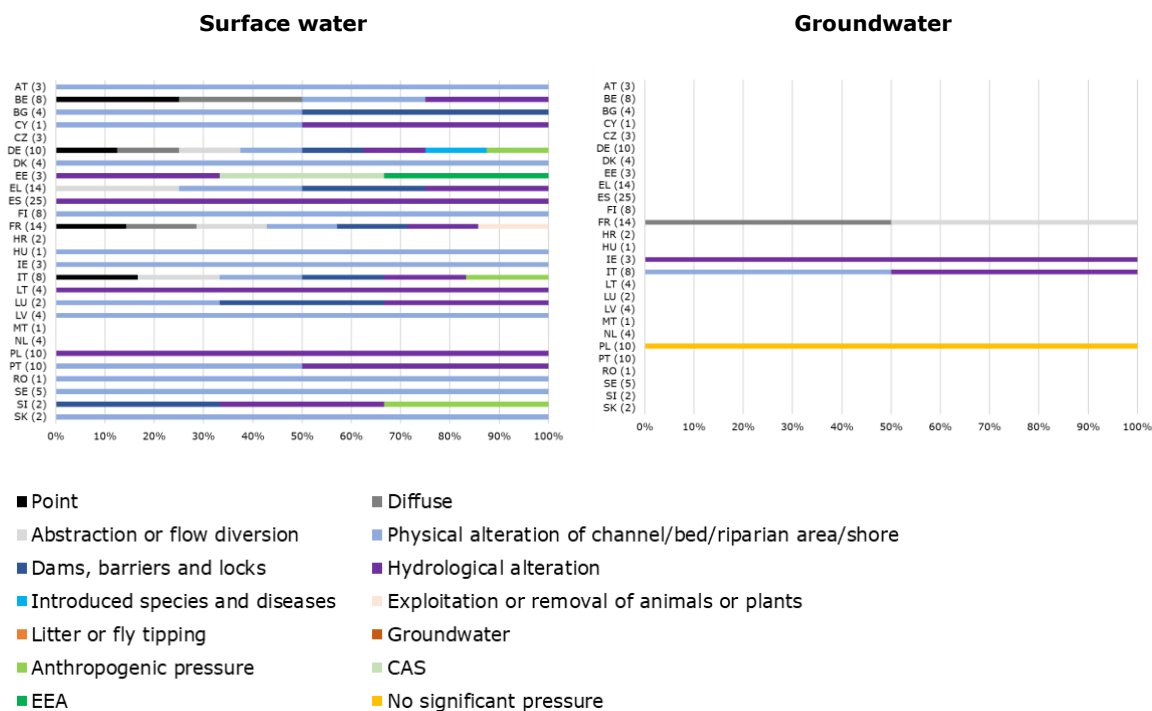 Surface water
AT (3)
BE (8)
BG (4)
CY (1)
CZ (3)
DE (10)
DK (4)
EE (3)
EL (14)
ES (25)
FI (8)
FR (14)
HR (2)
HU (1)
IE (3)
IT (8)
LT (4)
LU (2)
LV (4)
MT (1)
NL (4)
PL (10)
PT (10)
RO (1)
SE (5)
SI (2)
SK (2)
0% 10% 20% 30% 40% 50% 60% 70% 80% 90% 100%
Groundwater
AT (3)
BE (8)
BG (4)
CY (1)
CZ (3)
DE (10)
DK (4)
EE (3)
EL (14)
ES (25)
FI (8)
FR (14)
HR (2)
HU (1)
IE (3)
IT (8)
LT (4)
LU (2)
LV (4)
MT (1)
NL (4)
PL (10)
PT (10)
RO (1)
SE (5)
SI (2)
SK (2)
0% 10% 20% 30% 40% 50% 60% 70% 80% 90% 100%
Point
Diffuse
Abstraction or flow diversion
Physical alteration of channel/bed/riparian area/shore
Dams, barriers and locks
Hydrological alteration
Introduced species and diseases
Exploitation or removal of animals or plants
Litter or fly tipping
Groundwater
Anthropogenic pressure
CAS
EEA
No significant pressure